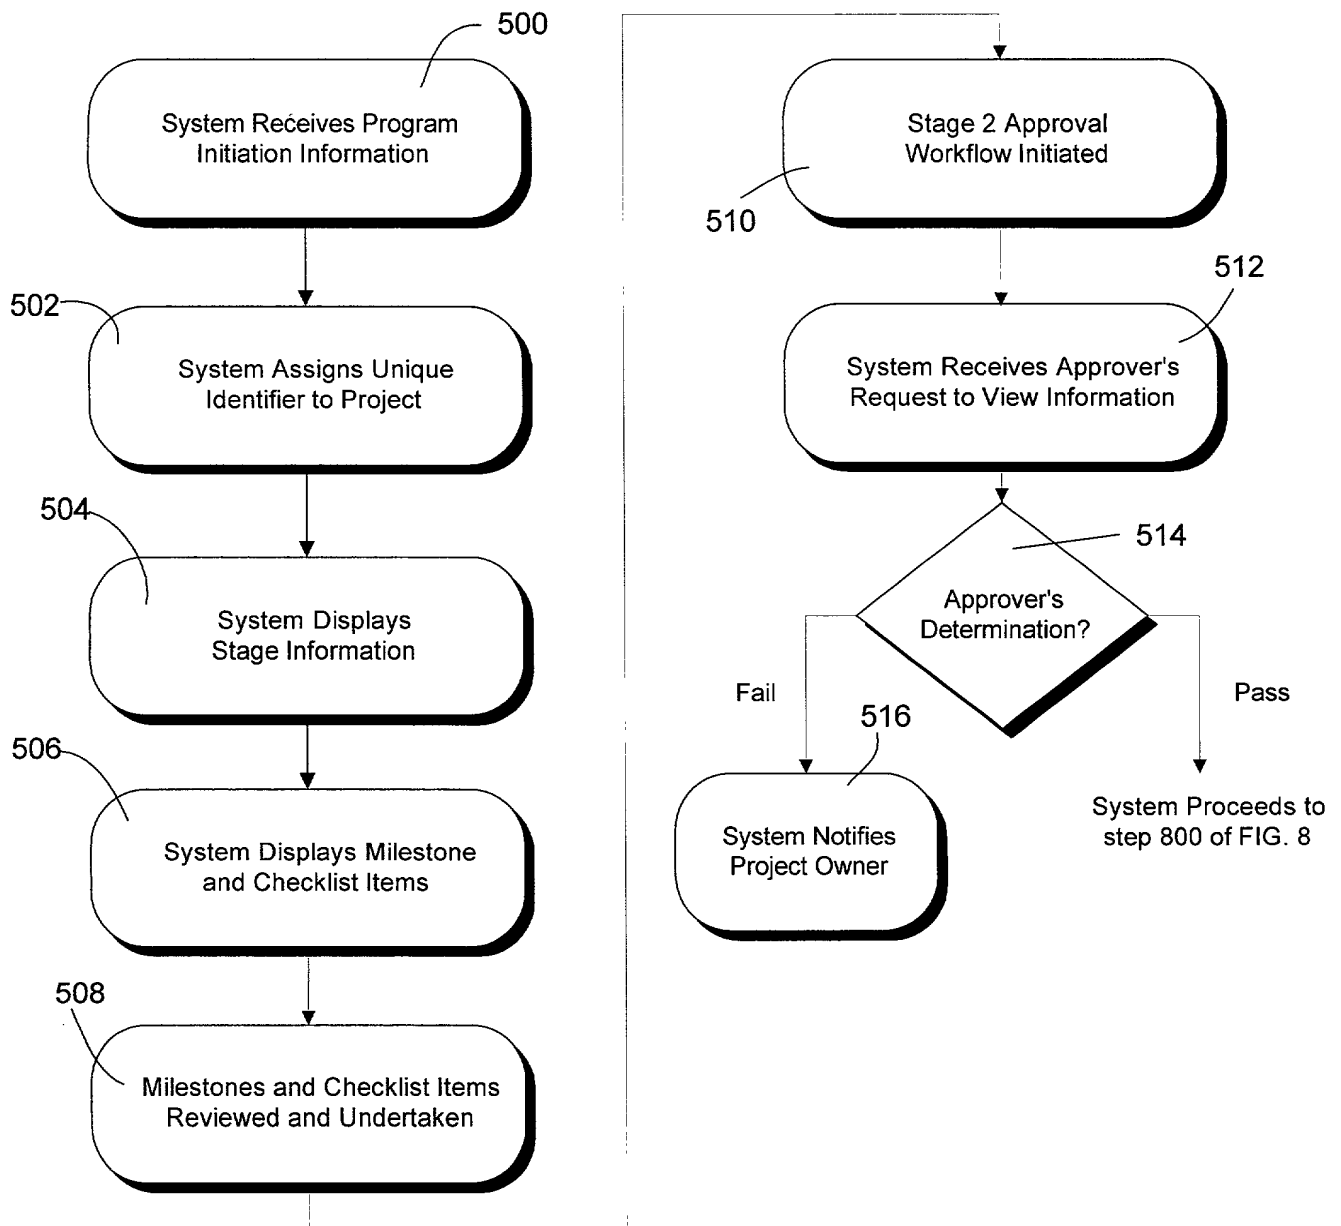 500
System Receives Program
Initiation Information
502
System Assigns Unique
Identifier to Project
504
System Displays
Stage Information
506
System Displays Milestone
and Checklist Items
508
Milestones and Checklist Items
Reviewed and Undertaken
Stage 2 Approval
Workflow Initiated
510
512
System Receives Approver's
Request to View Information
514
Approver's
Determination?
Fail
Pass
516
System Notifies
Project Owner
System Proceeds to
step 800 of FIG. 8